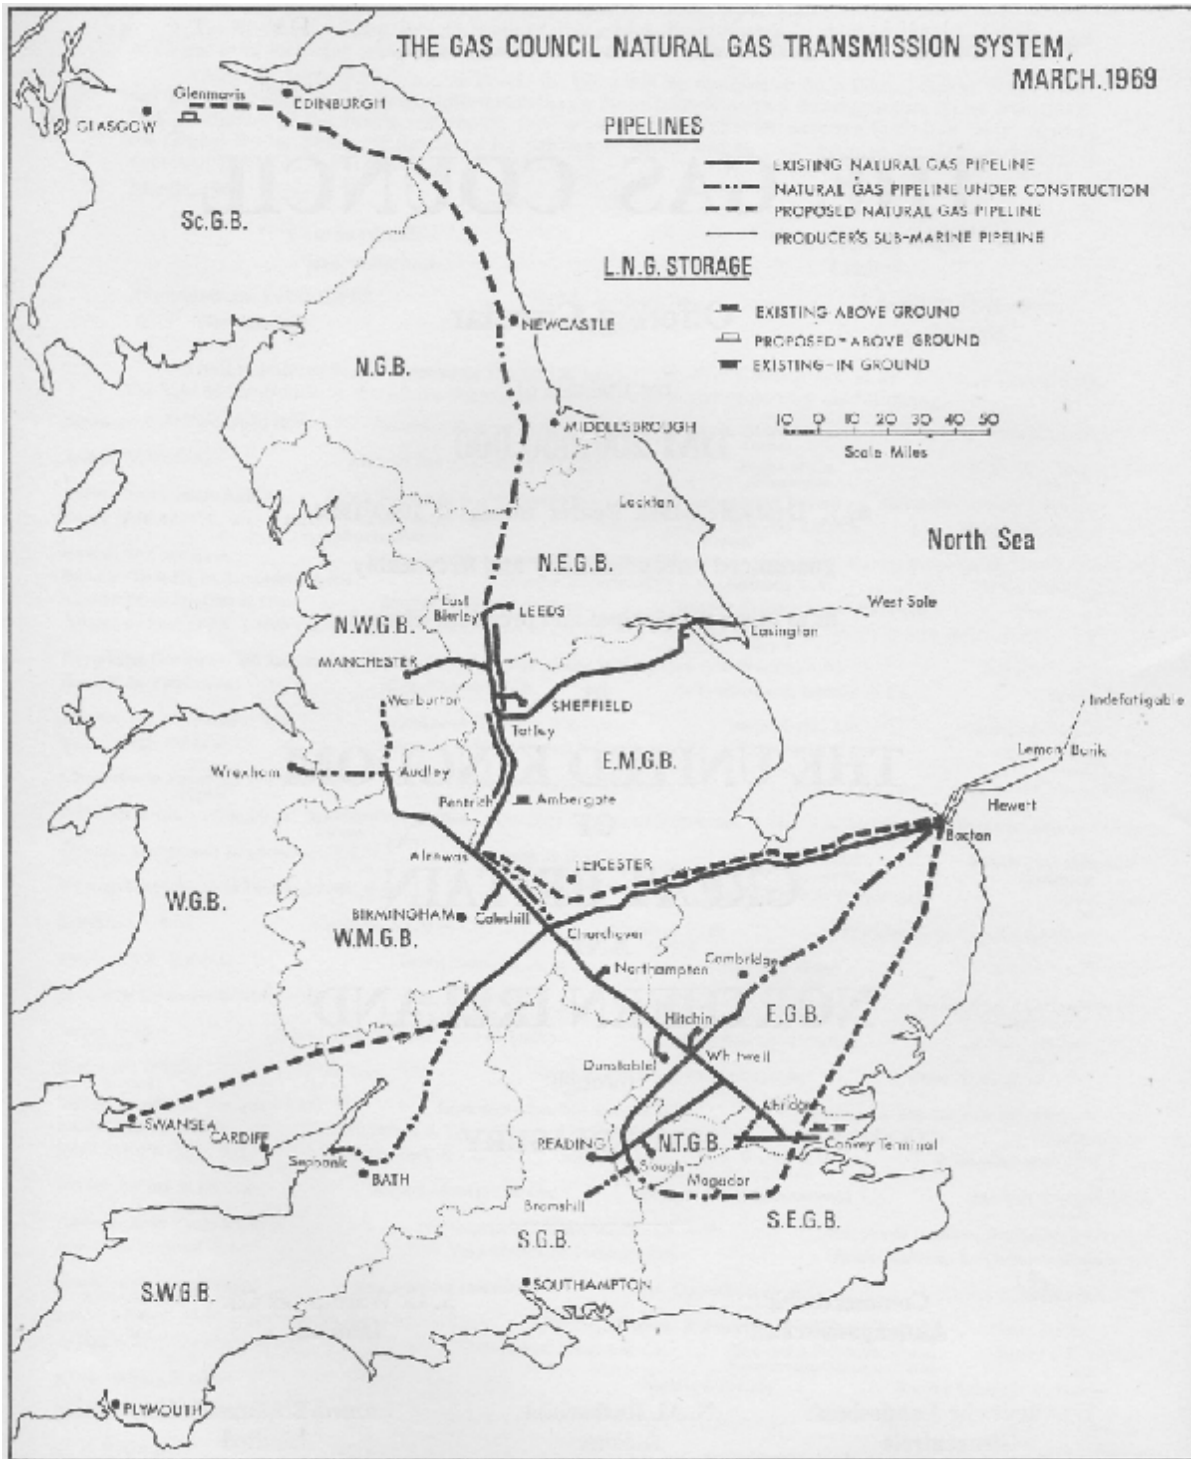 THE GAS COUNCIL NATURAL GAS TRANSMISSION SYSTEM,
MARCH.1969
PIPELINES
EXISTING NATURAL GAS PIPELINE
NATURAL GAS PIPELINE UNDER CONSTRUCTION
PROPOSED NATURAL GAS PIPELINE
PRODUCER'S SUB-MARINE PIPELINE
L.N.G. STORAGE
EXISTING ABOVE GROUND
PROPOSED - ABOVE GROUND
EXISTING - IN GROUND
10 0 10 20 30 40 50
Scale Miles
Glenmavis
EDINBURGH
GLASGOW
Sc.G.B.
NEWCASTLE
N.G.B.
MIDDLESBROUGH
Lockton
North Sea
N.E.G.B.
East
Bierley
LEEDS
West Sole
N.W.G.B.
Easington
MANCHESTER
Warburton
SHEFFIELD
Totley
Indefatigable
Leman Bank
Wrexham
Audley
E.M.G.B.
Pentrich
Ambergate
Hewett
Bacton
Alrewas
LEICESTER
W.G.B.
BIRMINGHAM
Coleshill
W.M.G.B.
Churchover
Northampton
Cambridge
E.G.B.
Hitchin
Dunstable
Whitwell
SWANSEA
CARDIFF
Seabank
BATH
READING
N.T.G.B.
Abridge
Canvey Terminal
Slough
Mogador
Bramshill
S.G.B.
S.E.G.B.
SOUTHAMPTON
S.W.G.B.
PLYMOUTH